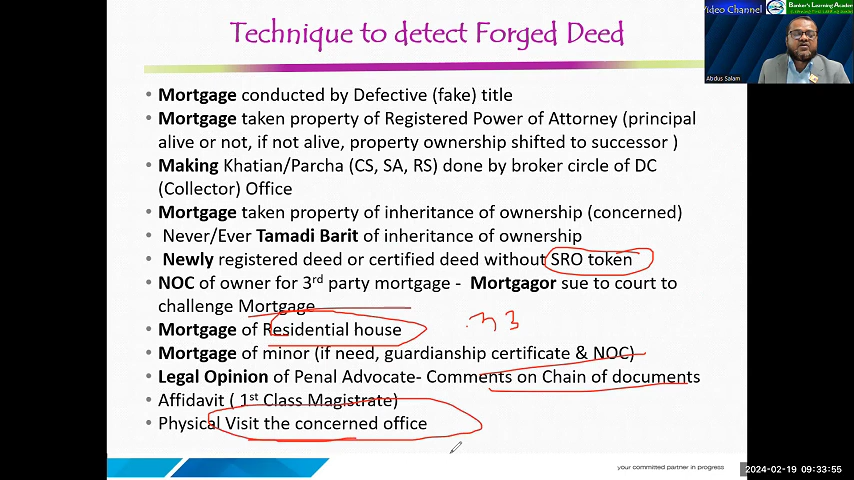 Technique to detect Forged Deed
Video Channel
Banker's Learning Academy
Abdus Salam
• Mortgage conducted by Defective (fake) title
• Mortgage taken property of Registered Power of Attorney (principal
alive or not, if not alive, property ownership shifted to successor )
• Making Khatian/Parcha (CS, SA, RS) done by broker circle of DC
(Collector) Office
• Mortgage taken property of inheritance of ownership (concerned)
• Never/Ever Tamadi Barit of inheritance of ownership
• Newly registered deed or certified deed without SRO token
• NOC of owner for 3rd party mortgage - Mortgagor sue to court to
challenge Mortgage
• Mortgage of Residential house
• Mortgage of minor (if need, guardianship certificate & NOC)
• Legal Opinion of Penal Advocate- Comments on Chain of documents
• Affidavit ( 1st Class Magistrate)
• Physical Visit the concerned office
your committed partner in progress
2024-02-19 09:33:55